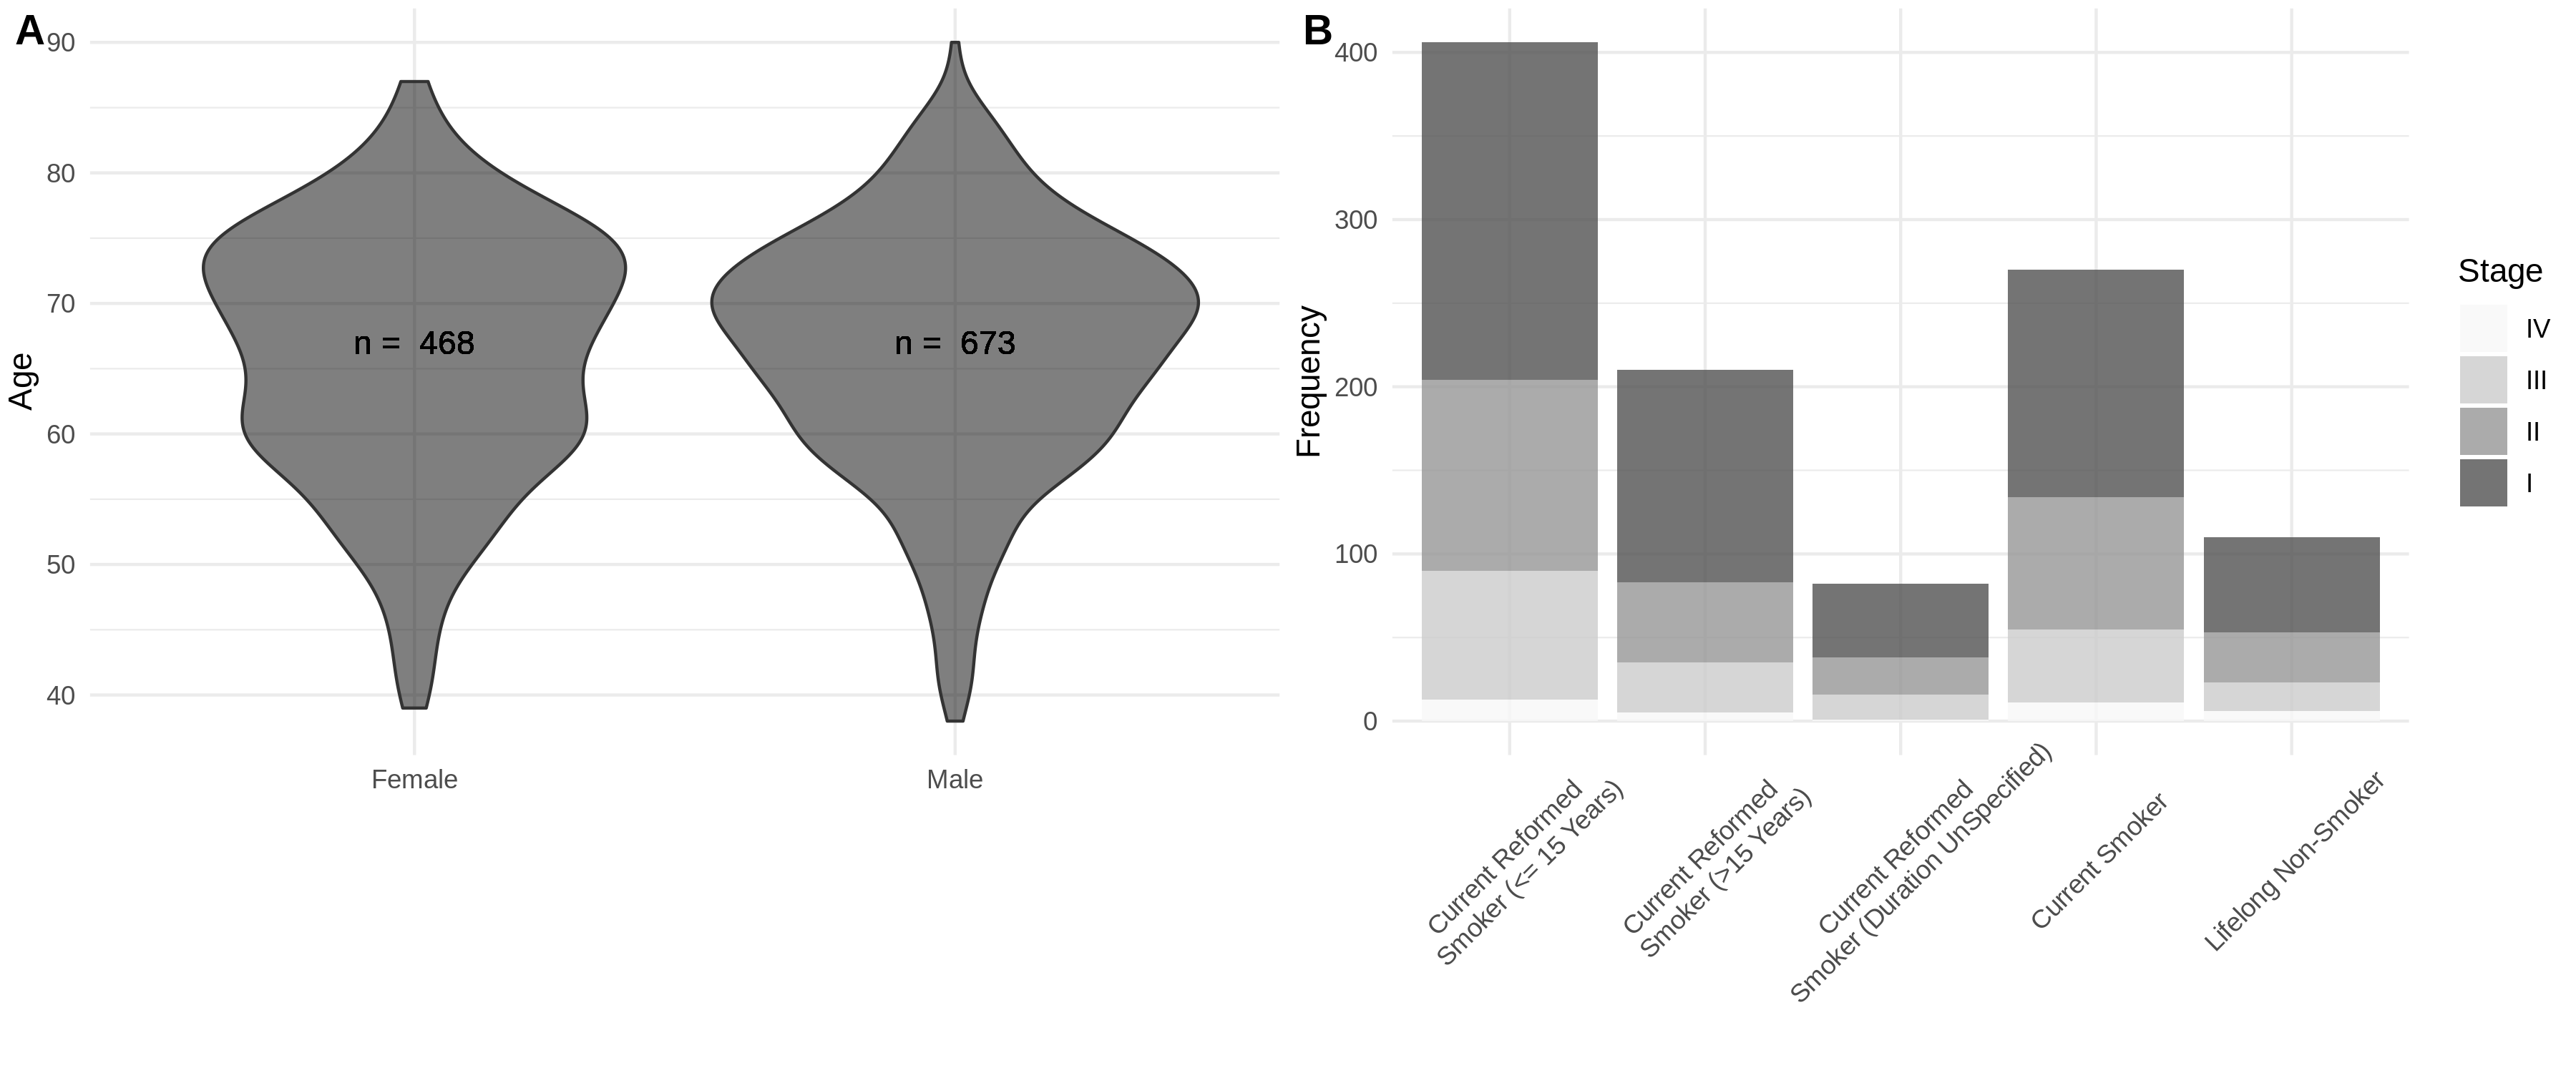 A
90
80
70
60
50
40
Age
n = 468
n = 673
Female
Male
B
400
300
200
100
0
Frequency
Current Reformed
Smoker (<= 15 Years)
Current Reformed
Smoker (>15 Years)
Current Reformed
Smoker (Duration UnSpecified)
Current Smoker
Lifelong Non-Smoker
Stage
IV
III
II
I